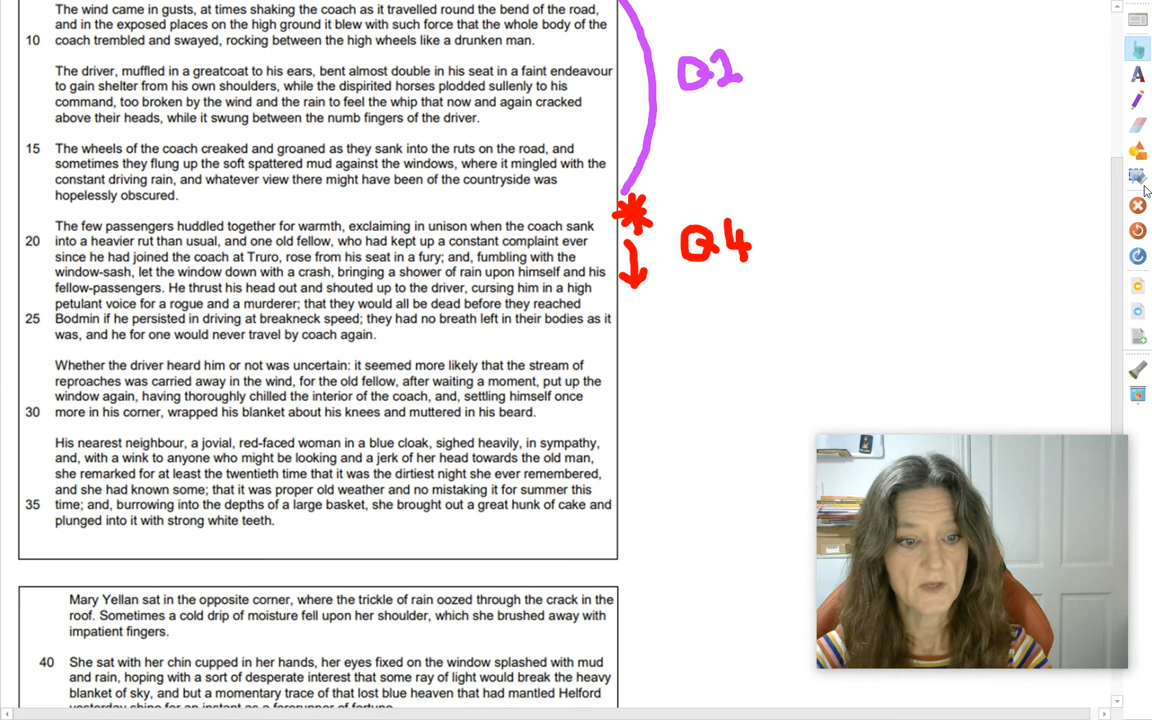 The wind came in gusts, at times shaking the coach as it travelled round the bend of the road,
and in the exposed places on the high ground it blew with such force that the whole body of the
10 coach trembled and swayed, rocking between the high wheels like a drunken man.
Q2
The driver, muffled in a greatcoat to his ears, bent almost double in his seat in a faint endeavour
to gain shelter from his own shoulders, while the dispirited horses plodded sullenly to his
command, too broken by the wind and the rain to feel the whip that now and again cracked
above their heads, while it swung between the numb fingers of the driver.
15 The wheels of the coach creaked and groaned as they sank into the ruts on the road, and
sometimes they flung up the soft spattered mud against the windows, where it mingled with the
constant driving rain, and whatever view there might have been of the countryside was
hopelessly obscured.
The few passengers huddled together for warmth, exclaiming in unison when the coach sank
20 into a heavier rut than usual, and one old fellow, who had kept up a constant complaint ever
Q4
since he had joined the coach at Truro, rose from his seat in a fury; and, fumbling with the
window-sash, let the window down with a crash, bringing a shower of rain upon himself and his
fellow-passengers. He thrust his head out and shouted up to the driver, cursing him in a high
petulant voice for a rogue and a murderer; that they would all be dead before they reached
25 Bodmin if he persisted in driving at breakneck speed; they had no breath left in their bodies as it
was, and he for one would never travel by coach again.
Whether the driver heard him or not was uncertain: it seemed more likely that the stream of
reproaches was carried away in the wind, for the old fellow, after waiting a moment, put up the
window again, having thoroughly chilled the interior of the coach, and, settling himself once
30 more in his corner, wrapped his blanket about his knees and muttered in his beard.
His nearest neighbour, a jovial, red-faced woman in a blue cloak, sighed heavily, in sympathy,
and, with a wink to anyone who might be looking and a jerk of her head towards the old man,
she remarked for at least the twentieth time that it was the dirtiest night she ever remembered,
and she had known some; that it was proper old weather and no mistaking it for summer this
35 time; and, burrowing into the depths of a large basket, she brought out a great hunk of cake and
plunged into it with strong white teeth.
Mary Yellan sat in the opposite corner, where the trickle of rain oozed through the crack in the
roof. Sometimes a cold drip of moisture fell upon her shoulder, which she brushed away with
impatient fingers.
40 She sat with her chin cupped in her hands, her eyes fixed on the window splashed with mud
and rain, hoping with a sort of desperate interest that some ray of light would break the heavy
blanket of sky, and but a momentary trace of that lost blue heaven that had mantled Helford
yesterday shine for an instant as a forerunner of fortune.